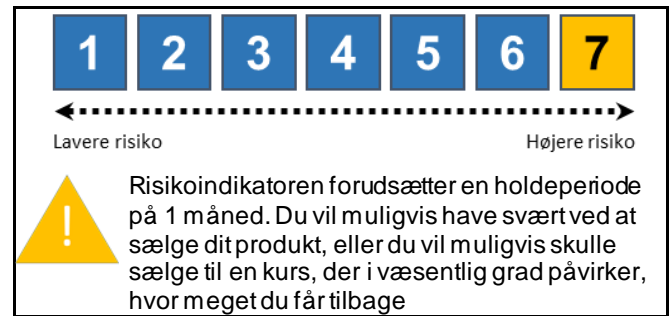 1 2 3 4 5 6 7
Lavere risiko Højere risiko
!
Risikoindikatoren forudsætter en holdeperiode
på 1 måned. Du vil muligvis have svært ved at
sælge dit produkt, eller du vil muligvis skulle
sælge til en kurs, der i væsentlig grad påvirker,
hvor meget du får tilbage